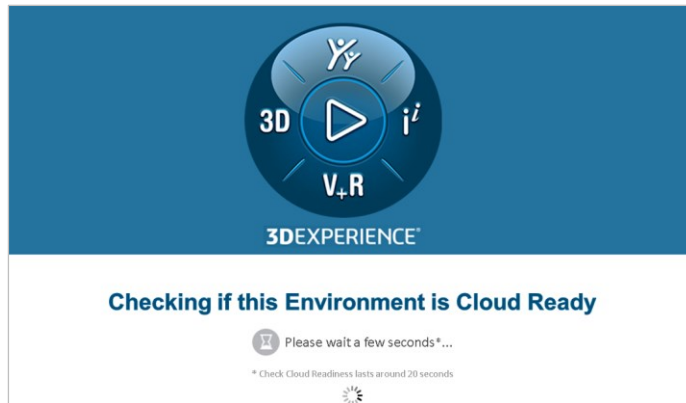 3D
i i
V+R
3DEXPERIENCE®
Checking if this Environment is Cloud Ready
Please wait a few seconds*...
* Check Cloud Readiness lasts around 20 seconds